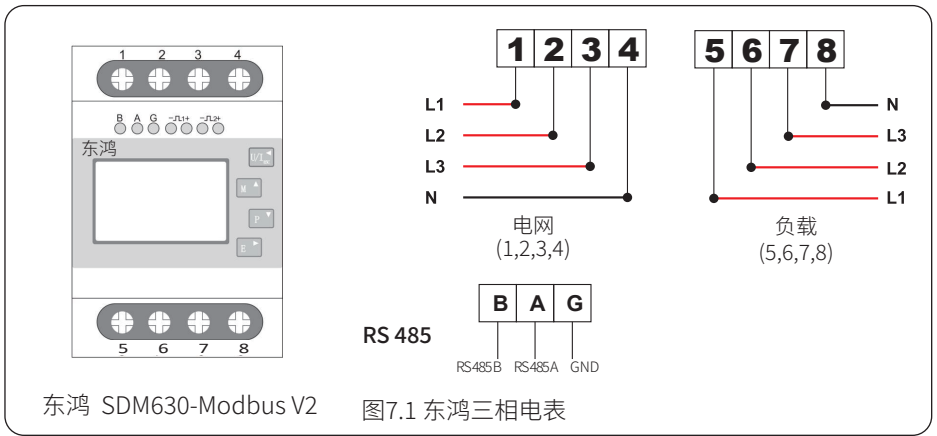 1 2 3 4
B A G -⎍1+ -⎍2+
东鸿
U/I
M
P
E
5 6 7 8
东鸿 SDM630-Modbus V2
1 2 3 4
L1
L2
L3
N
电网
(1,2,3,4)
5 6 7 8
N
L3
L2
L1
负载
(5,6,7,8)
RS 485
B A G
RS485B RS485A GND
图7.1 东鸿三相电表